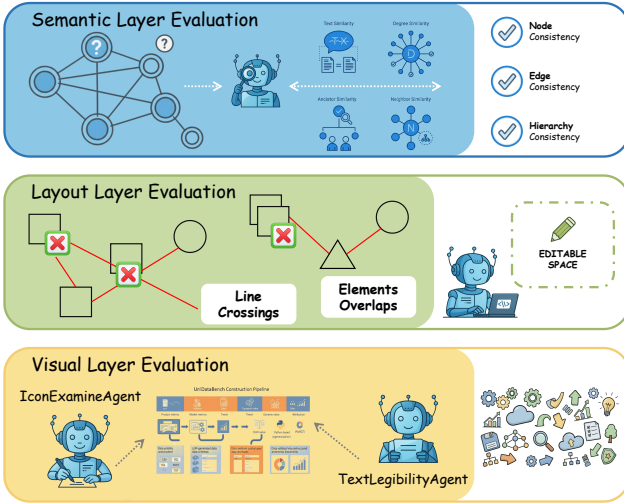 Semantic Layer Evaluation
?
?
Text Similarity
Degree Similarity
D
Ancestor Similarity
Neighbor Similarity
N
Node
Consistency
Edge
Consistency
Hierarchy
Consistency
Layout Layer Evaluation
Line
Crossings
Elements
Overlaps
EDITABLE
SPACE
Visual Layer Evaluation
IconExamineAgent
UniDataBench Construction Pipeline
TextLegibilityAgent